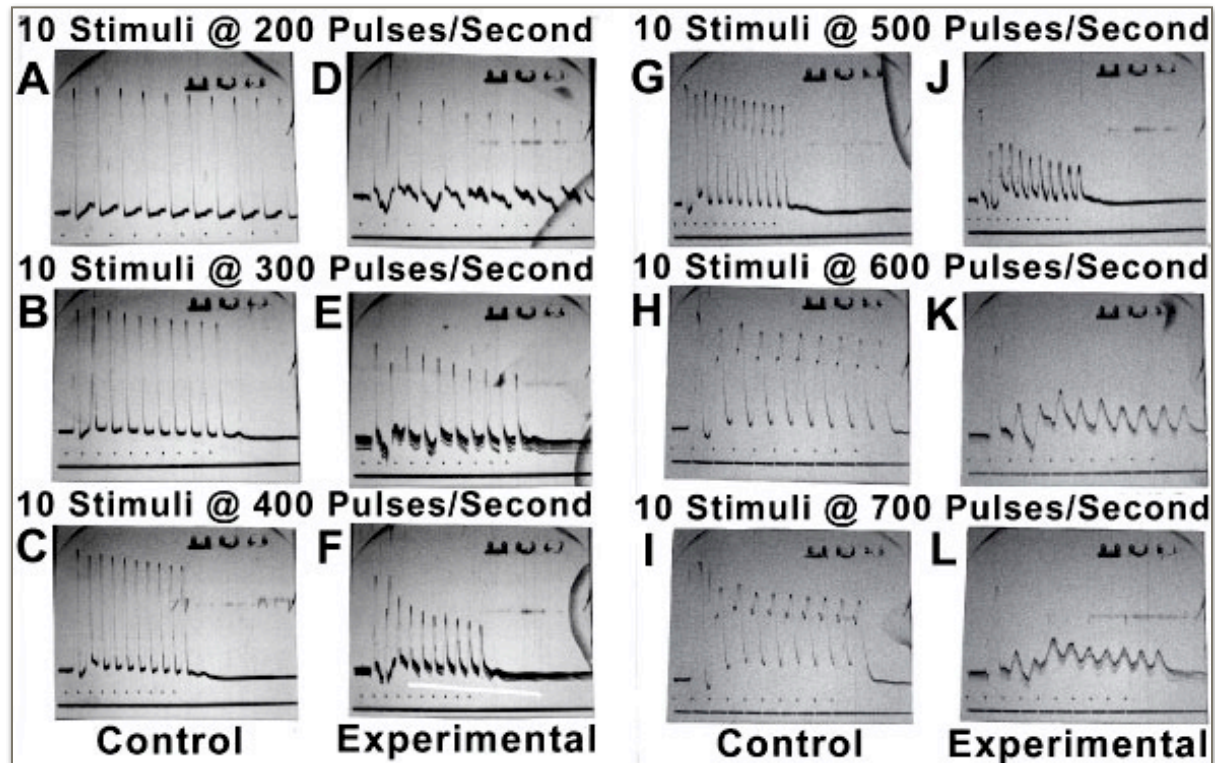 10 Stimuli @ 200 Pulses/Second
A
D
10 Stimuli @ 300 Pulses/Second
B
E
10 Stimuli @ 400 Pulses/Second
C
F
Control
Experimental
10 Stimuli @ 500 Pulses/Second
G
J
10 Stimuli @ 600 Pulses/Second
H
K
10 Stimuli @ 700 Pulses/Second
I
L
Control
Experimental